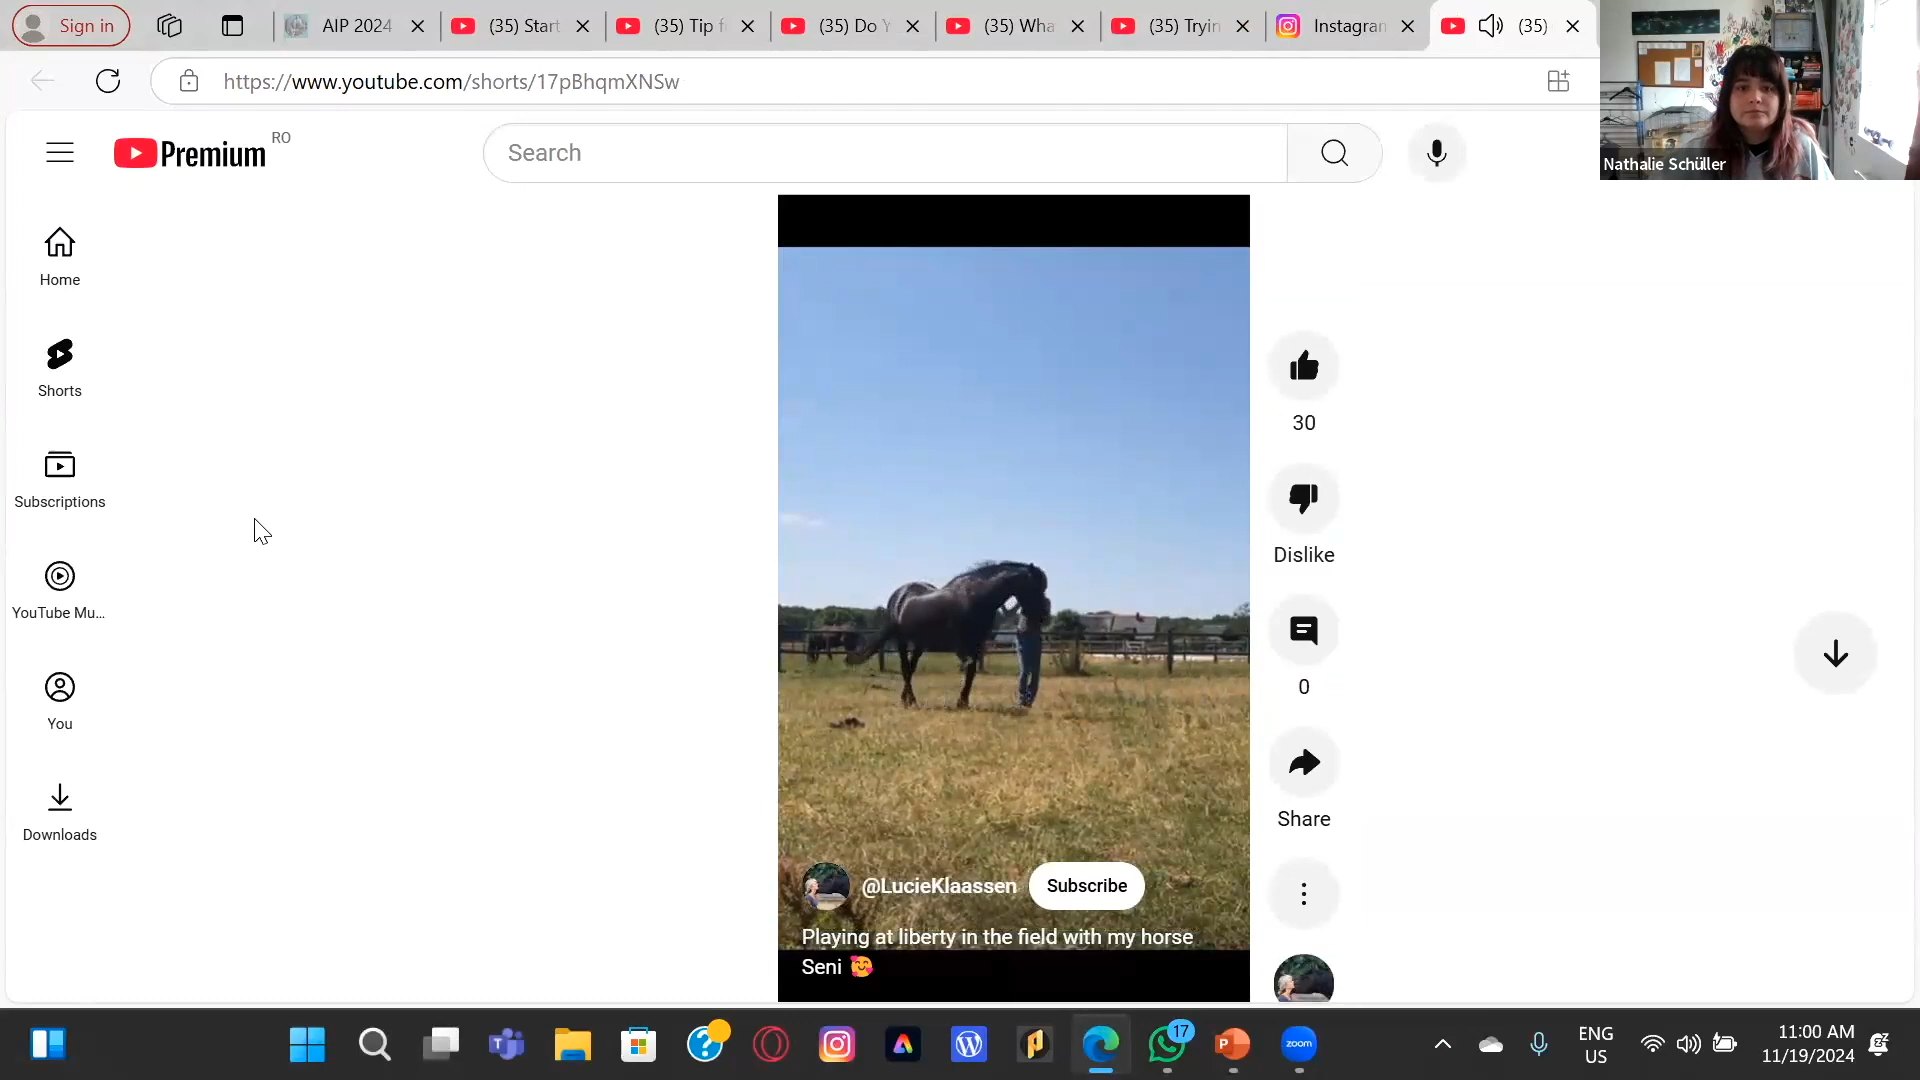 Sign in
AIP 2024
(35) Start
(35) Tip f
(35) Do Y
(35) Wha
(35) Tryin
Instagran
(35)
https://www.youtube.com/shorts/17pBhqmXNSw
Premium RO
Search
Nathalie Schüller
Home
Shorts
Subscriptions
YouTube Mu...
You
Downloads
30
Dislike
0
Share
@LucieKlaassen
Subscribe
Playing at liberty in the field with my horse
Seni 🥰
17
zoom
ENG
US
11:00 AM
11/19/2024